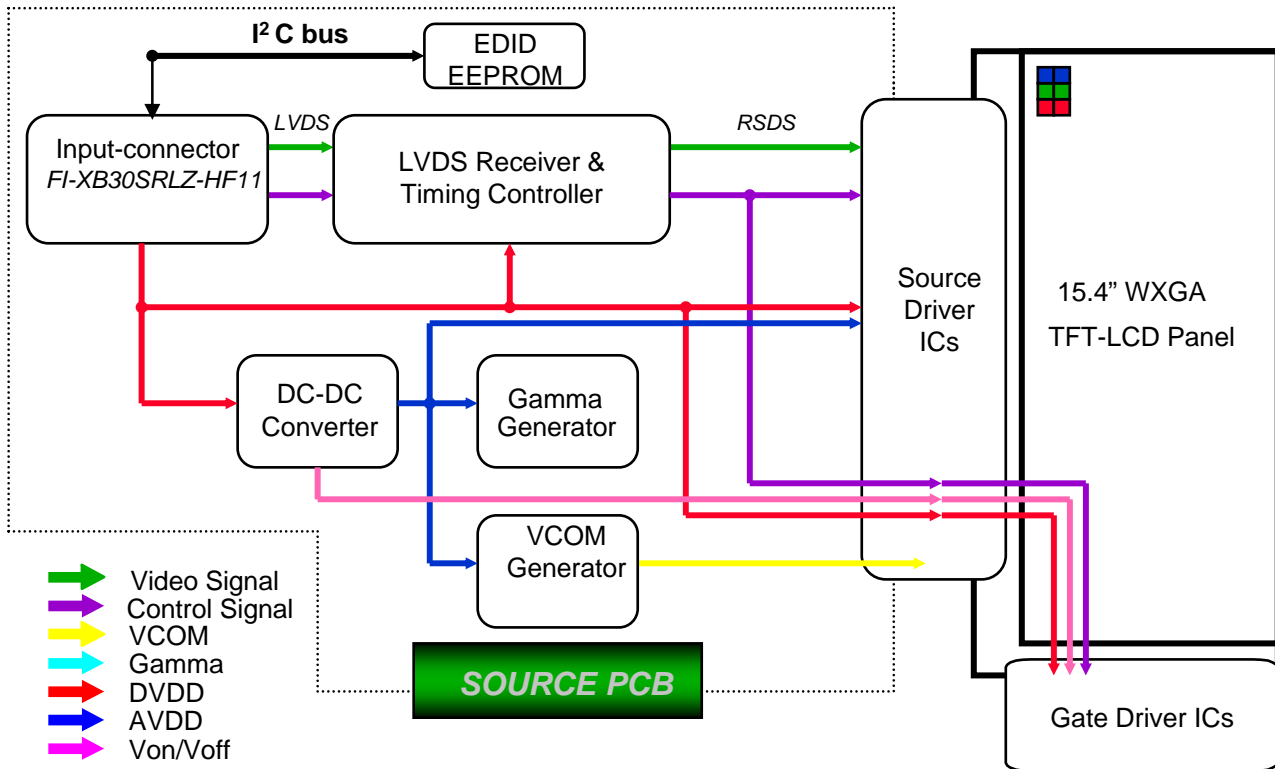 I² C bus
EDID
EEPROM
LVDS
RSDS
Input-connector
FI-XB30SRLZ-HF11
LVDS Receiver &
Timing Controller
Source
Driver
ICs
15.4” WXGA
TFT-LCD Panel
DC-DC
Converter
Gamma
Generator
VCOM
Generator
Video Signal
Control Signal
VCOM
Gamma
DVDD
AVDD
Von/Voff
SOURCE PCB
Gate Driver ICs